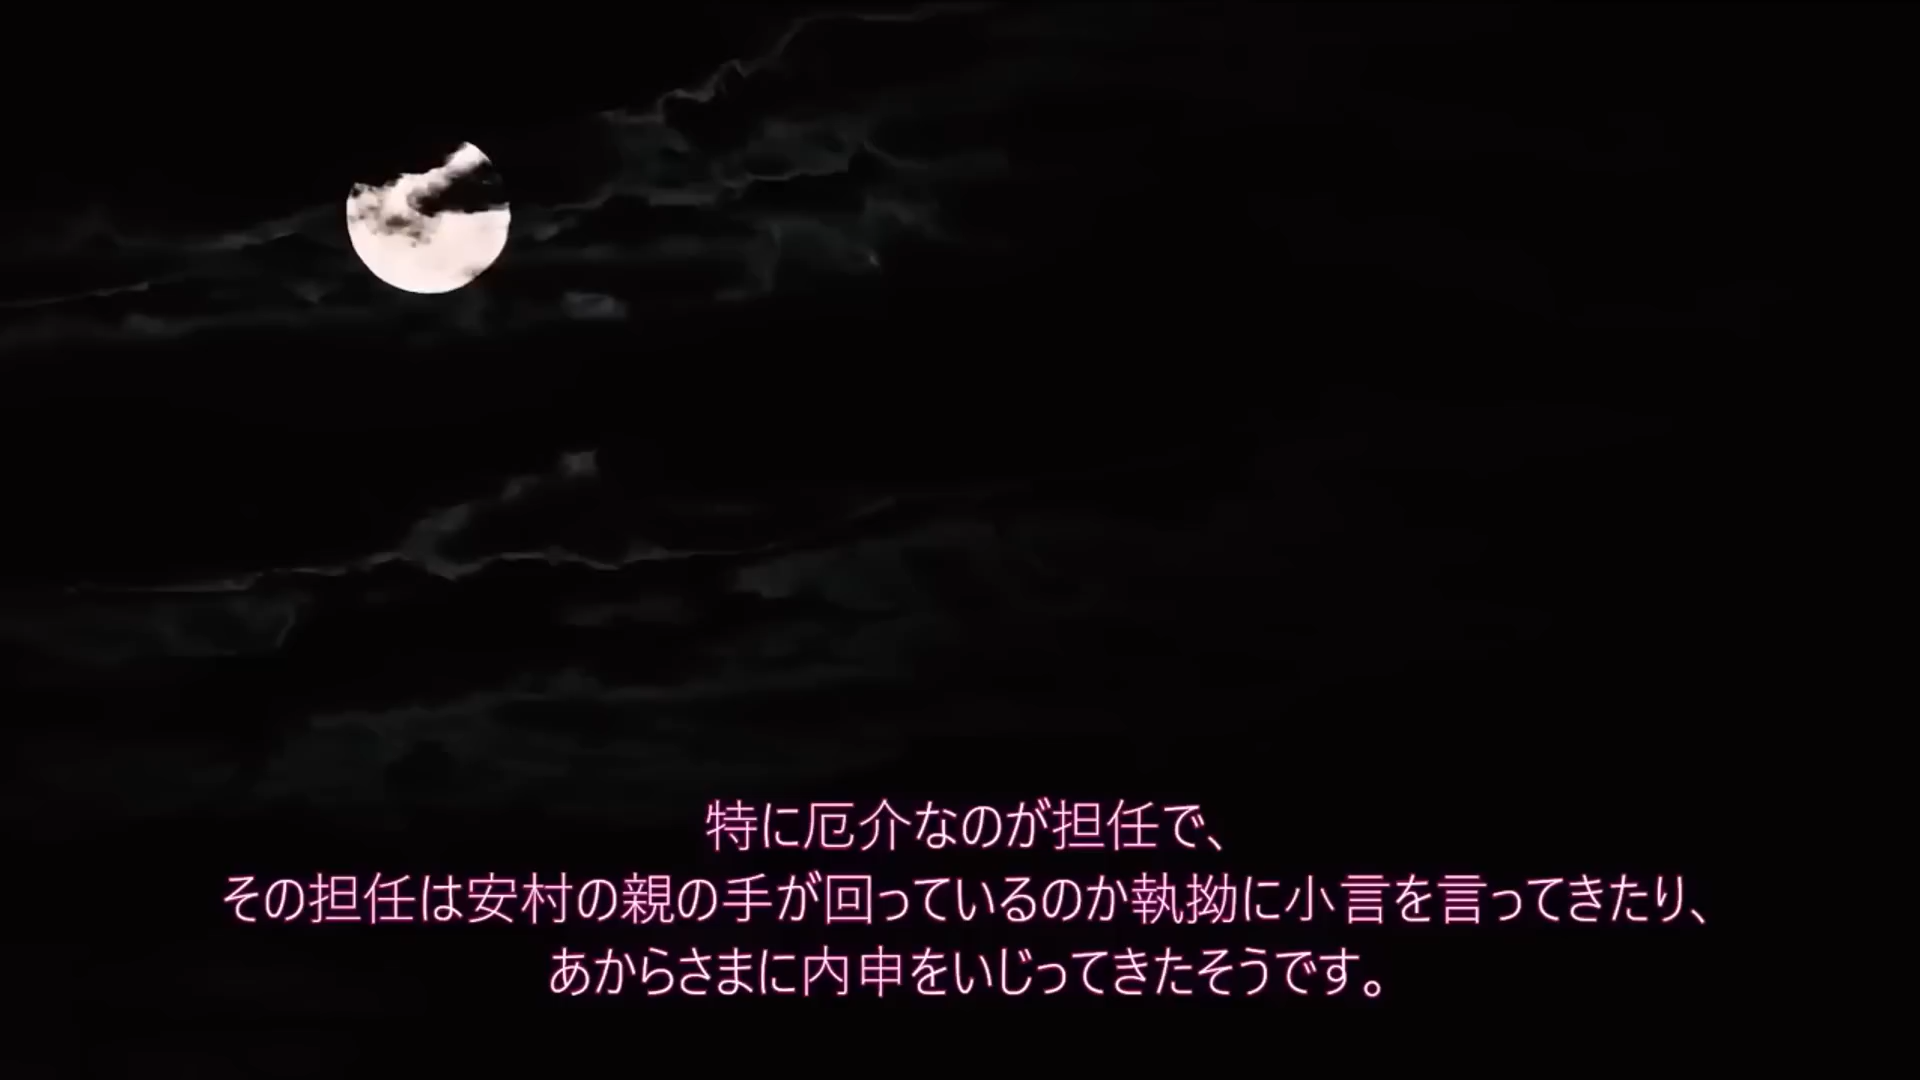 特に厄介なのが担任で、
その担任は安村の親の手が回っているのか執拗に小言を言ってきたり、
あからさまに内申をいじってきたそうです。